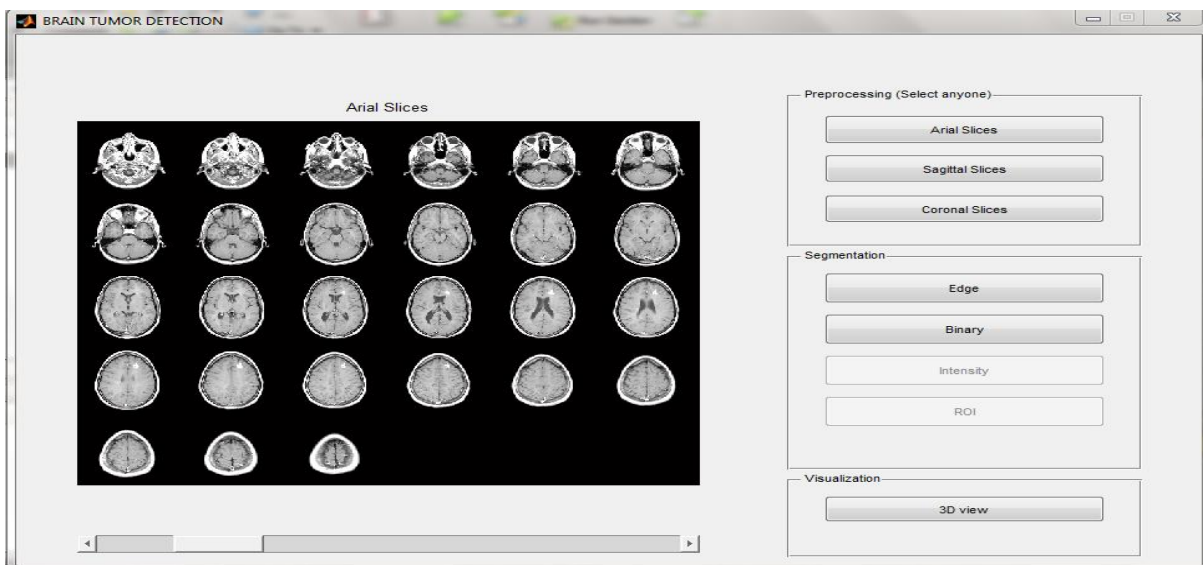 BRAIN TUMOR DETECTION
Arial Slices
Preprocessing (Select anyone)
Arial Slices
Sagittal Slices
Coronal Slices
Segmentation
Edge
Binary
Intensity
ROI
Visualization
3D view